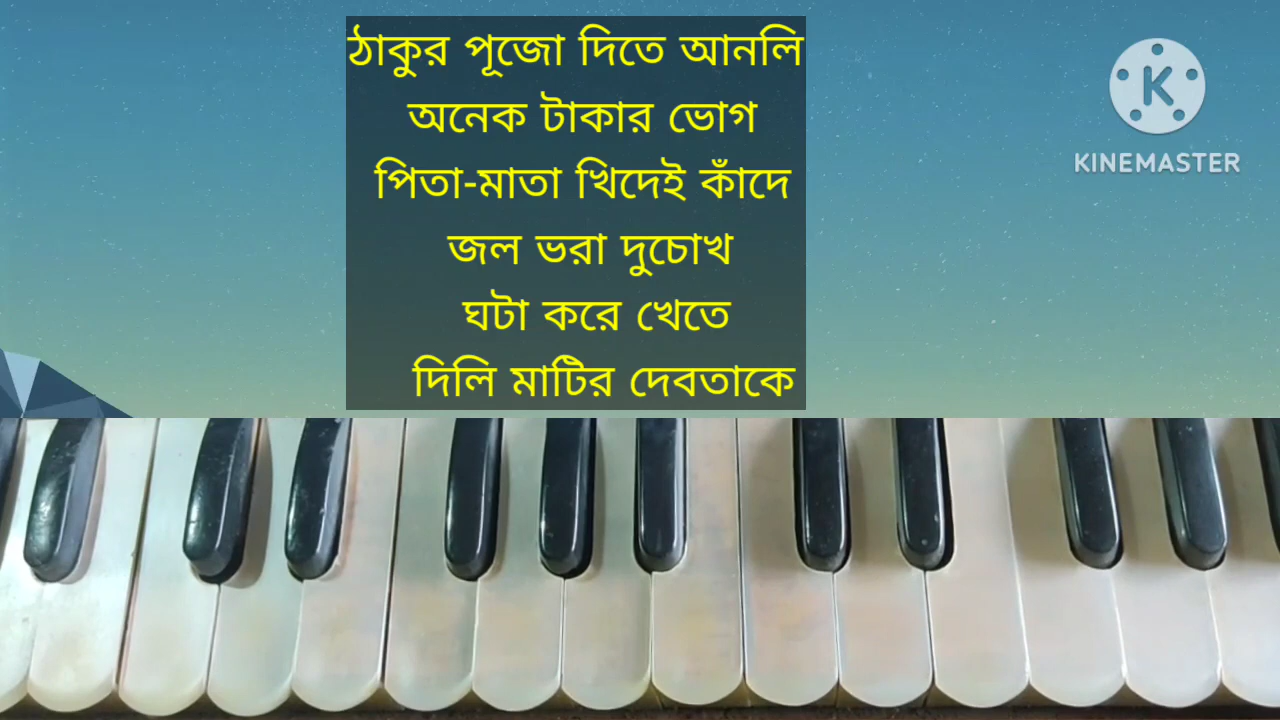 ঠাকুর পূজো দিতে আনলি
অনেক টাকার ভোগ
পিতা-মাতা খিদেই কাঁদে
জল ভরা দুচোখ
ঘটা করে খেতে
দিলি মাটির দেবতাকে
K
KINEMASTER